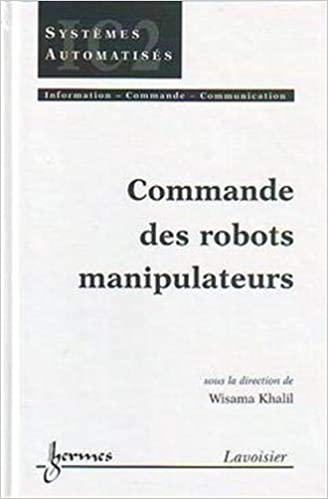 IC2
SYSTÈMES
AUTOMATISÉS
Information – Commande – Communication
Commande
des robots
manipulateurs
sous la direction de
Wisama Khalil
hermes
Lavoisier